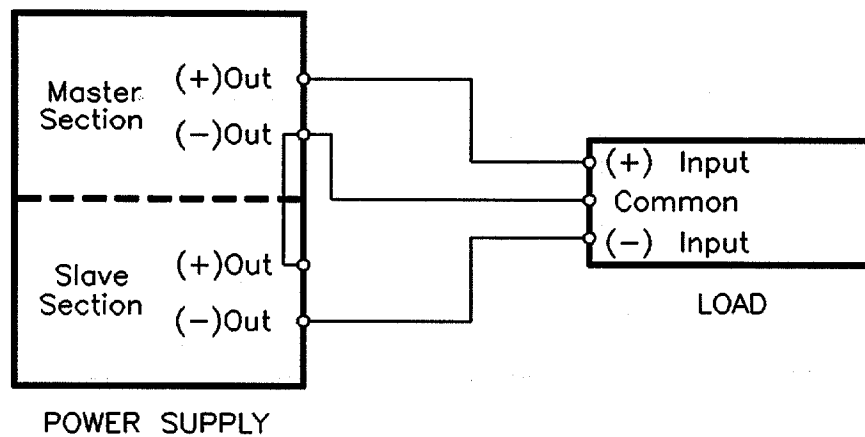 Master
Section
(+)Out
(−)Out
Slave
Section
(+)Out
(−)Out
POWER SUPPLY
(+) Input
Common
(−) Input
LOAD